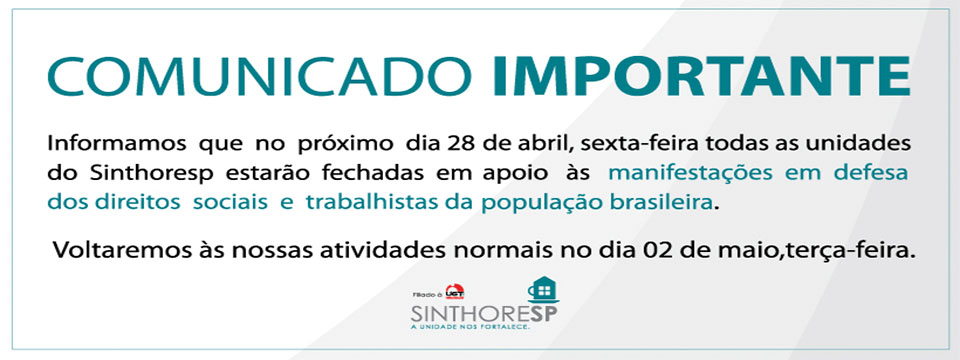 COMUNICADO IMPORTANTE
Informamos que no próximo dia 28 de abril, sexta-feira todas as unidades
do Sinthoresp estarão fechadas em apoio às manifestações em defesa
dos direitos sociais e trabalhistas da população brasileira.
Voltaremos às nossas atividades normais no dia 02 de maio,terça-feira.
Filiado à UGT
SINTHORESP
A UNIDADE NOS FORTALECE.